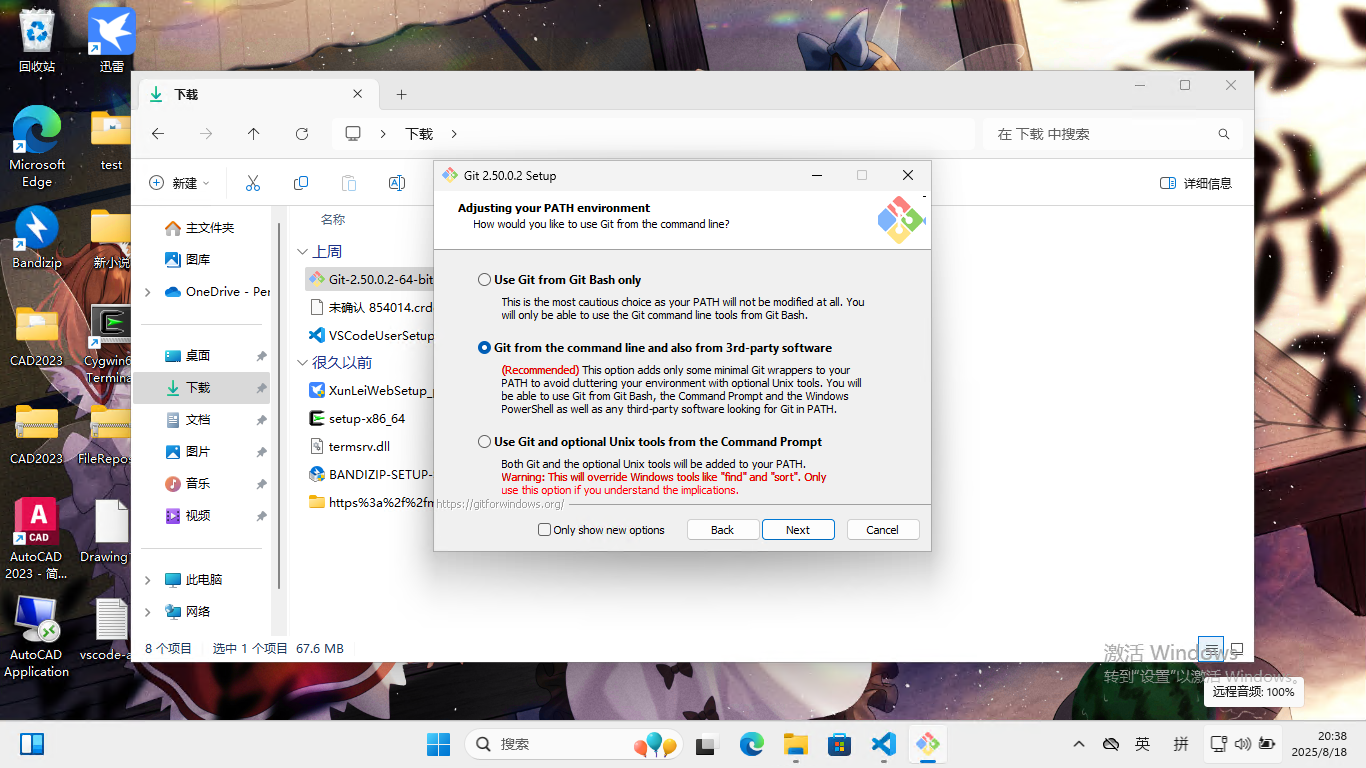 回收站
迅雷
Microsoft
Edge
test
Bandizip
CAD2023
Cygwin6
Termina
CAD2023
FileRepos
AutoCAD
2023 - 简...
Drawing
AutoCAD
Application
vscode-a
下载
下载
在 下载 中搜索
新建
详细信息
主文件夹
图库
OneDrive - Per
桌面
下载
文档
图片
音乐
视频
此电脑
网络
名称
上周
Git-2.50.0.2-64-bit
未确认 854014.crd
VSCodeUserSetup
很久以前
XunLeiWebSetup_
setup-x86_64
termsrv.dll
BANDIZIP-SETUP-
https%3a%2f%2fm
8 个项目
选中 1 个项目 67.6 MB
Git 2.50.0.2 Setup
Adjusting your PATH environment
How would you like to use Git from the command line?
Use Git from Git Bash only
This is the most cautious choice as your PATH will not be modified at all. You
will only be able to use the Git command line tools from Git Bash.
Git from the command line and also from 3rd-party software
(Recommended) This option adds only some minimal Git wrappers to your
PATH to avoid cluttering your environment with optional Unix tools. You will
be able to use Git from Git Bash, the Command Prompt and the Windows
PowerShell as well as any third-party software looking for Git in PATH.
Use Git and optional Unix tools from the Command Prompt
Both Git and the optional Unix tools will be added to your PATH.
Warning: This will override Windows tools like "find" and "sort". Only
use this option if you understand the implications.
https://gitforwindows.org/
Only show new options
Back
Next
Cancel
激活 Windows
转到"设置"以激活 Windows。
远程音频: 100%
搜索
英
拼
20:38
2025/8/18